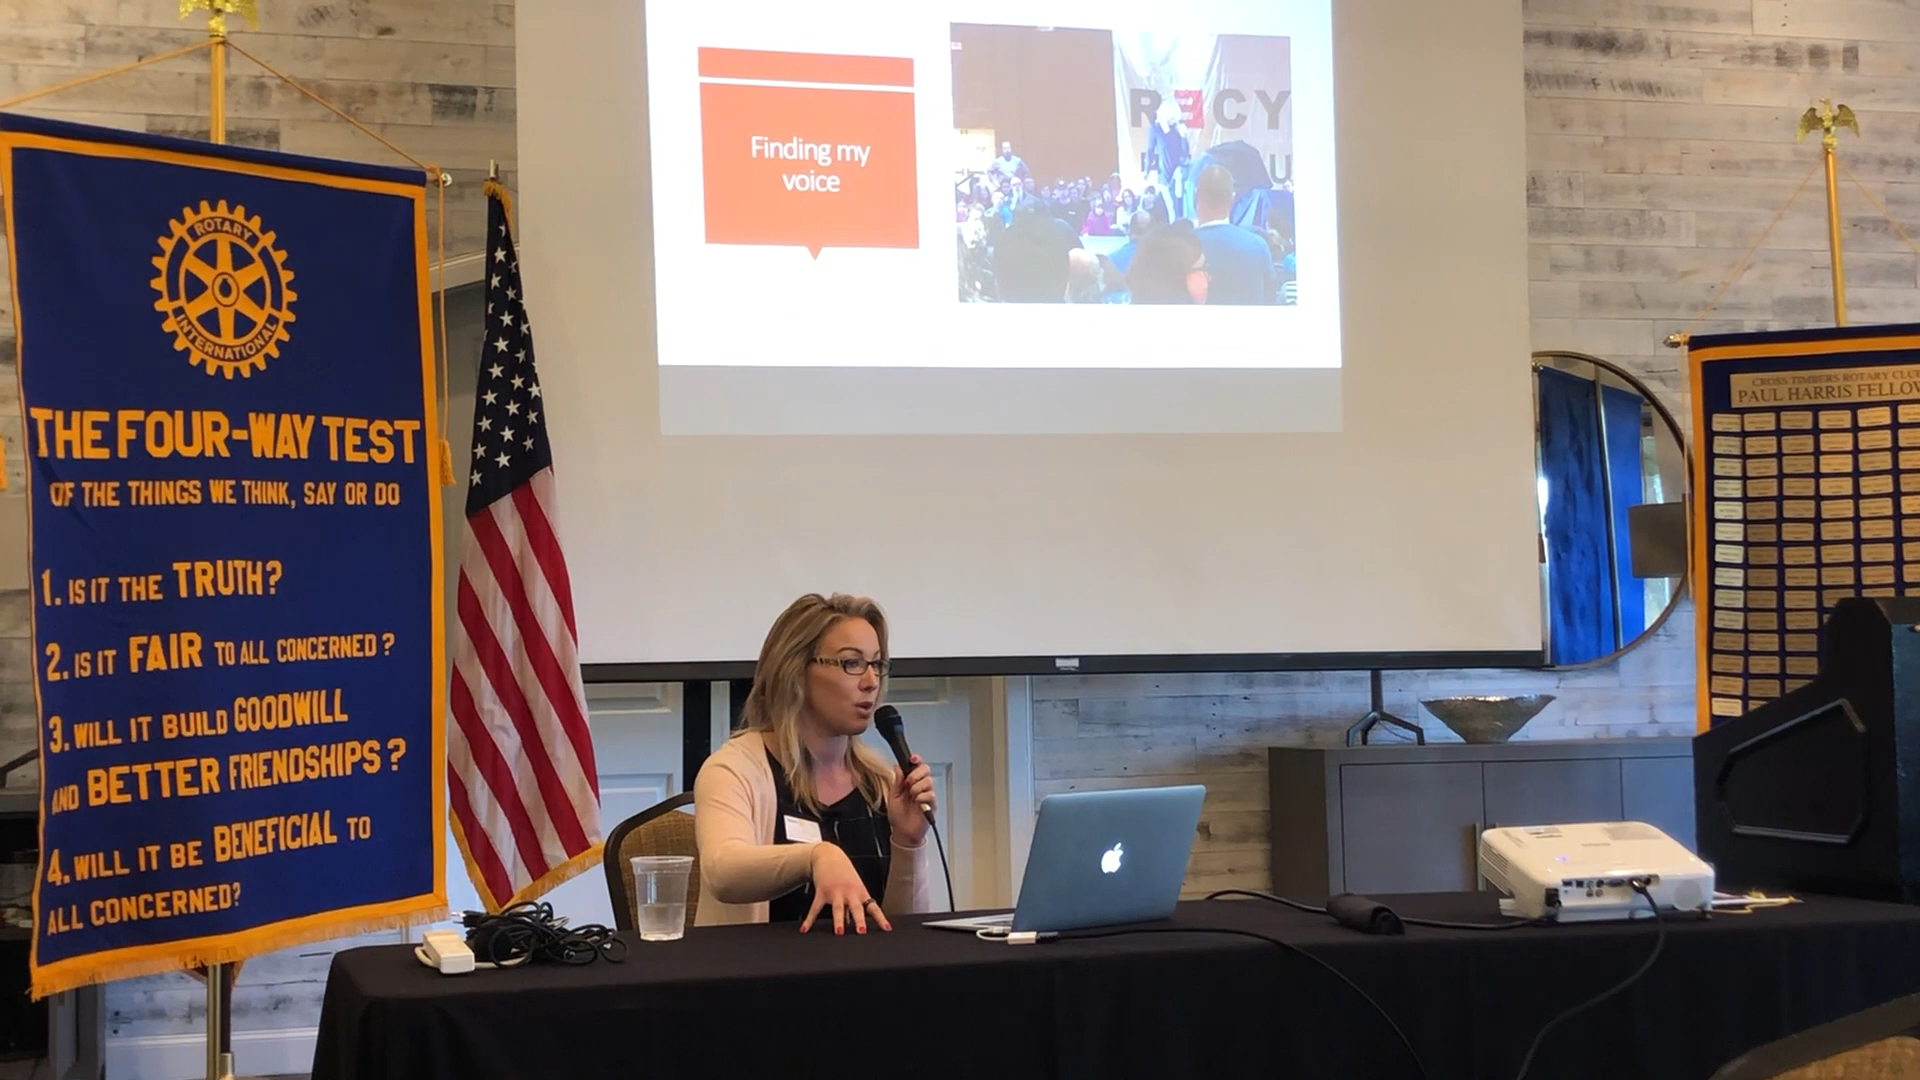 ROTARY
INTERNATIONAL
THE FOUR-WAY TEST
OF THE THINGS WE THINK, SAY OR DO
1. IS IT THE TRUTH?
2. IS IT FAIR TO ALL CONCERNED?
3. WILL IT BUILD GOODWILL
AND BETTER FRIENDSHIPS?
4. WILL IT BE BENEFICIAL TO
ALL CONCERNED?
Finding my
voice
RECY
U
CROSS TIMBERS ROTARY CLUB
PAUL HARRIS FELLOW